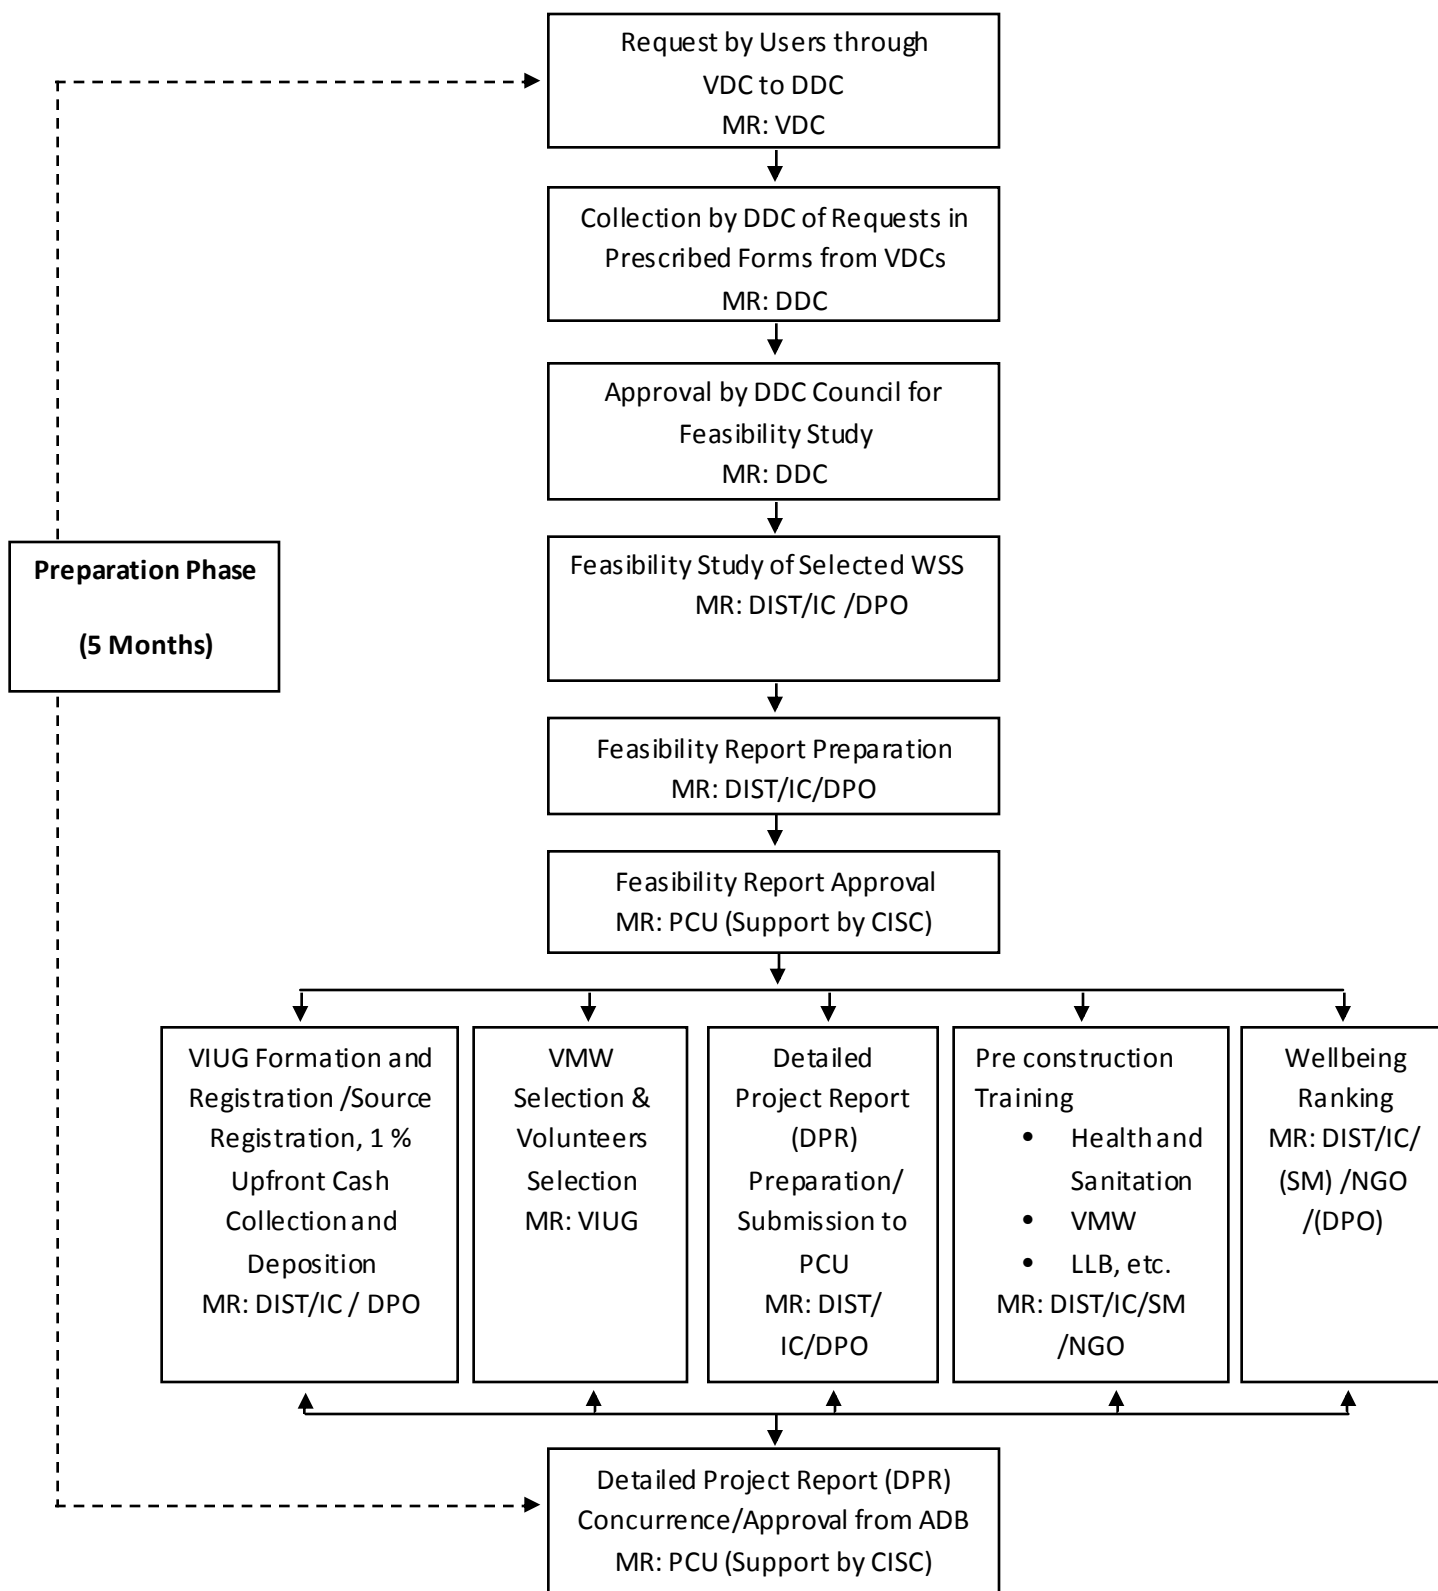 Request by Users through
VDC to DDC
MR: VDC
Collection by DDC of Requests in
Prescribed Forms from VDCs
MR: DDC
Approval by DDC Council for
Feasibility Study
MR: DDC
Preparation Phase
(5 Months)
Feasibility Study of Selected WSS
MR: DIST/IC /DPO
Feasibility Report Preparation
MR: DIST/IC/DPO
Feasibility Report Approval
MR: PCU (Support by CISC)
VIUG Formation and
Registration /Source
Registration, 1 %
Upfront Cash
Collection and
Deposition
MR: DIST/IC / DPO
VMW
Selection &
Volunteers
Selection
MR: VIUG
Detailed
Project Report
(DPR)
Preparation/
Submission to
PCU
MR: DIST/
IC/DPO
Pre construction
Training
• Health and
Sanitation
• VMW
• LLB, etc.
MR: DIST/IC/SM
/NGO
Wellbeing
Ranking
MR: DIST/IC/
(SM) /NGO
/(DPO)
Detailed Project Report (DPR)
Concurrence/Approval from ADB
MR: PCU (Support by CISC)